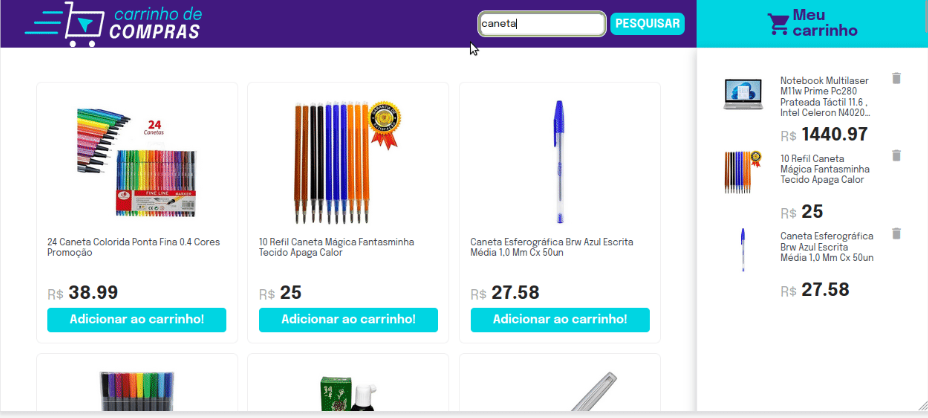 carrinho de
COMPRAS
caneta
PESQUISAR
Meu
carrinho
24
Canetas
FINE LINE
24 Caneta Colorida Ponta Fina 0.4 Cores
Promoção
R$ 38.99
Adicionar ao carrinho!
10 Refil Caneta Mágica Fantasminha
Tecido Apaga Calor
R$ 25
Adicionar ao carrinho!
Caneta Esferográfica Brw Azul Escrita
Média 1,0 Mm Cx 50un
R$ 27.58
Adicionar ao carrinho!
Notebook Multilaser
M11w Prime Pc280
Prateada Táctil 11.6 ,
Intel Celeron N4020...
R$ 1440.97
10 Refil Caneta
Mágica Fantasminha
Tecido Apaga Calor
R$ 25
Caneta Esferográfica
Brw Azul Escrita
Média 1,0 Mm Cx 50un
R$ 27.58